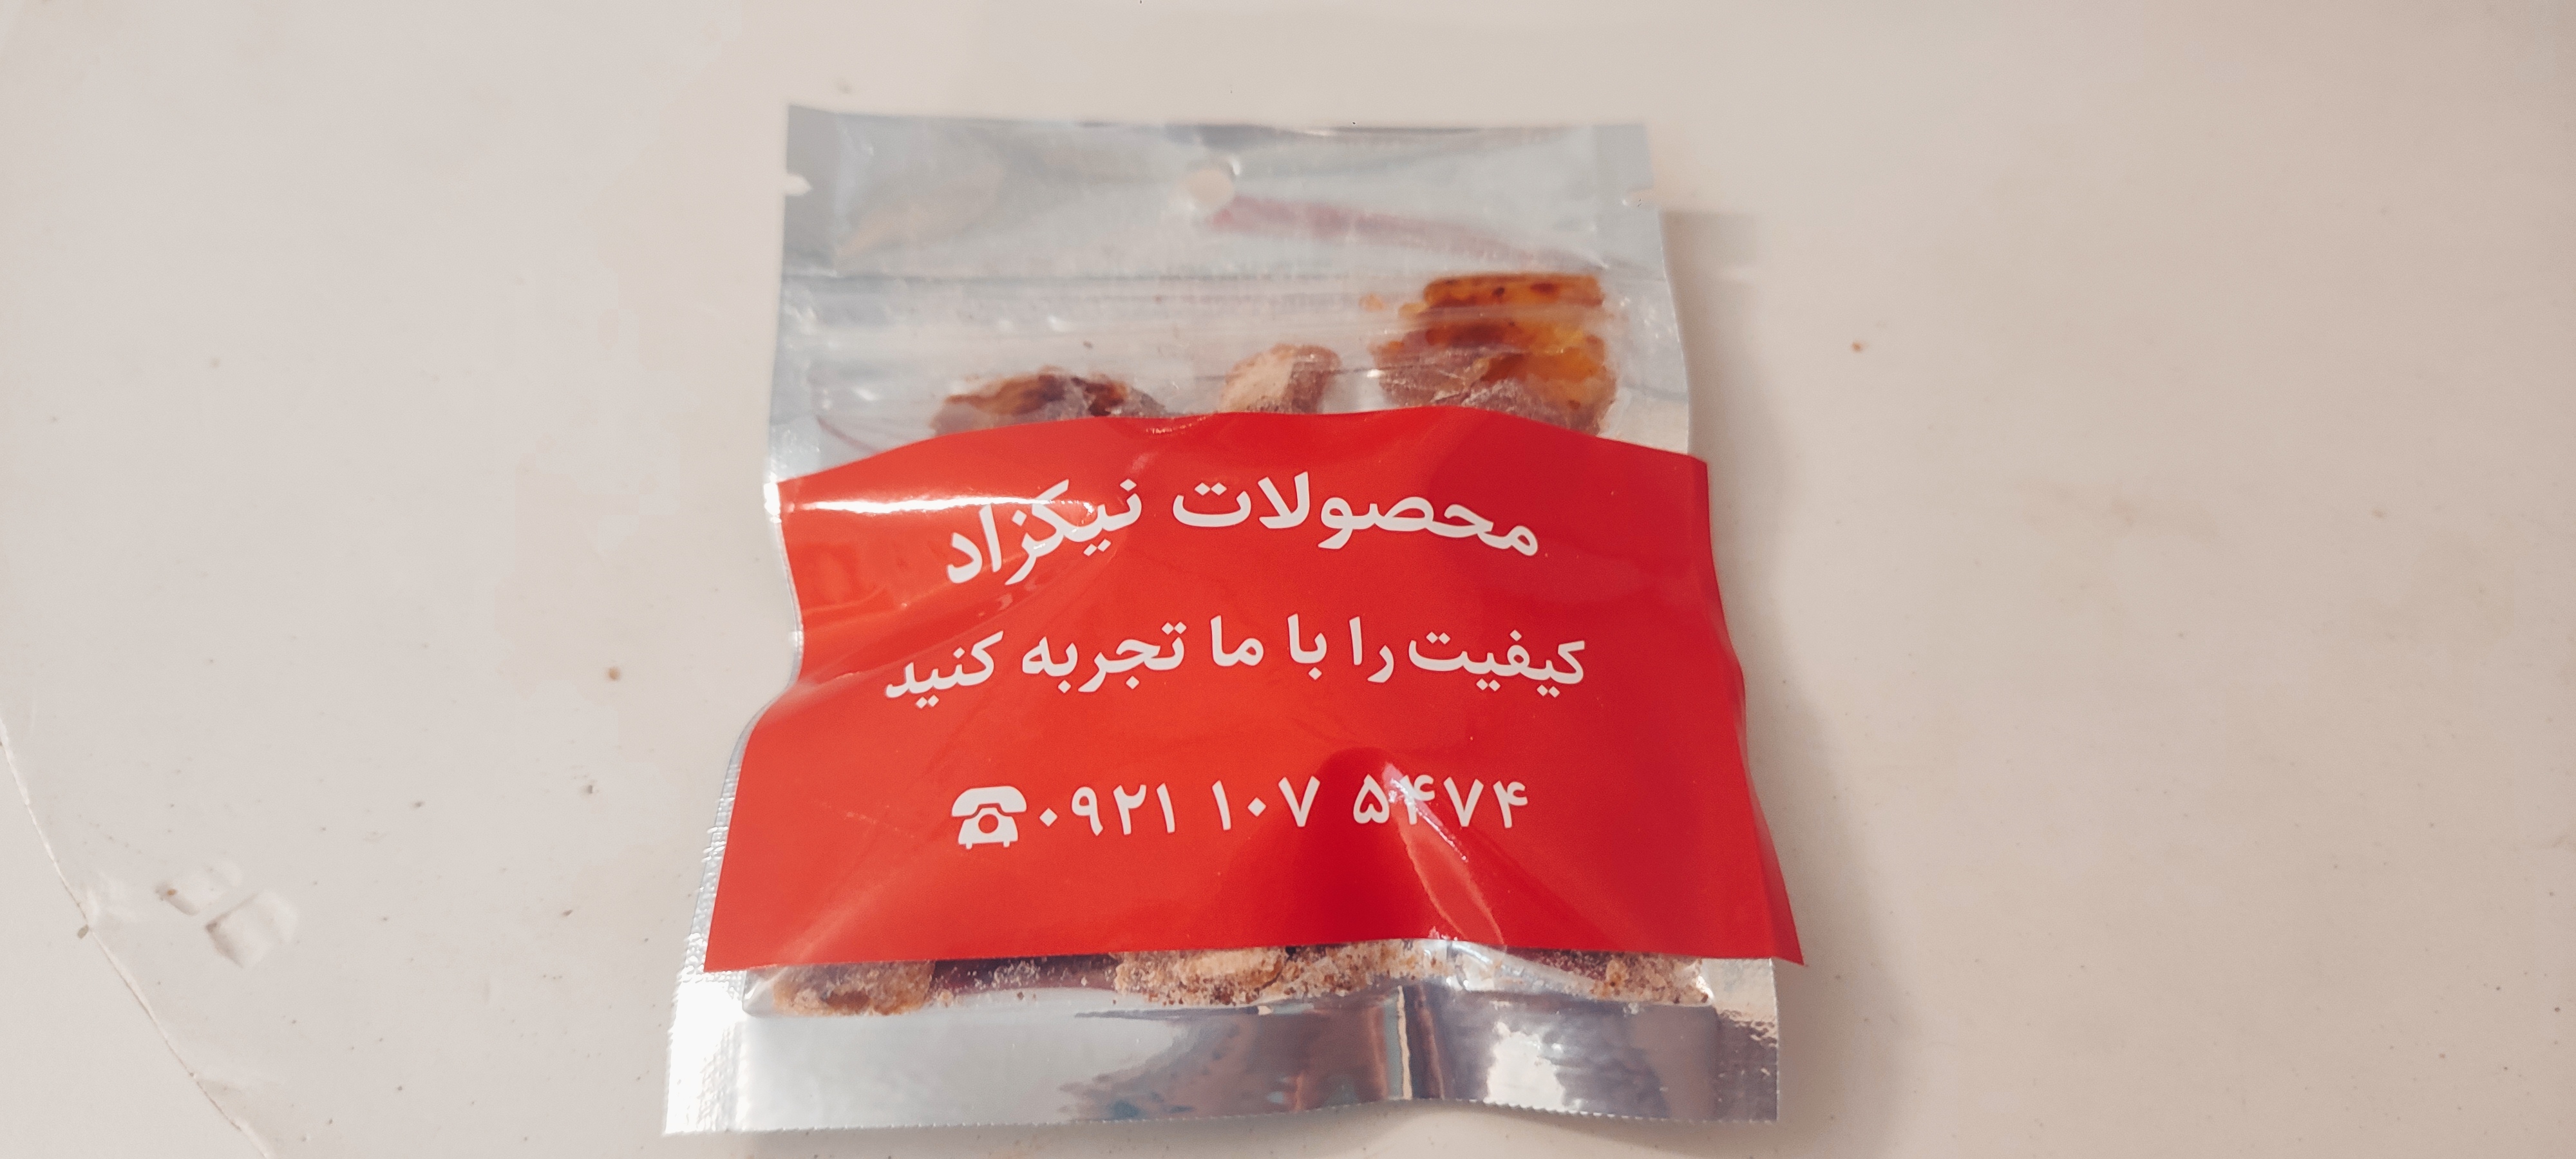 محصولات نیکزاد
کیفیت را با ما تجربه کنید
☎۰۹۲۱ ۱۰۷ ۵۴۷۴